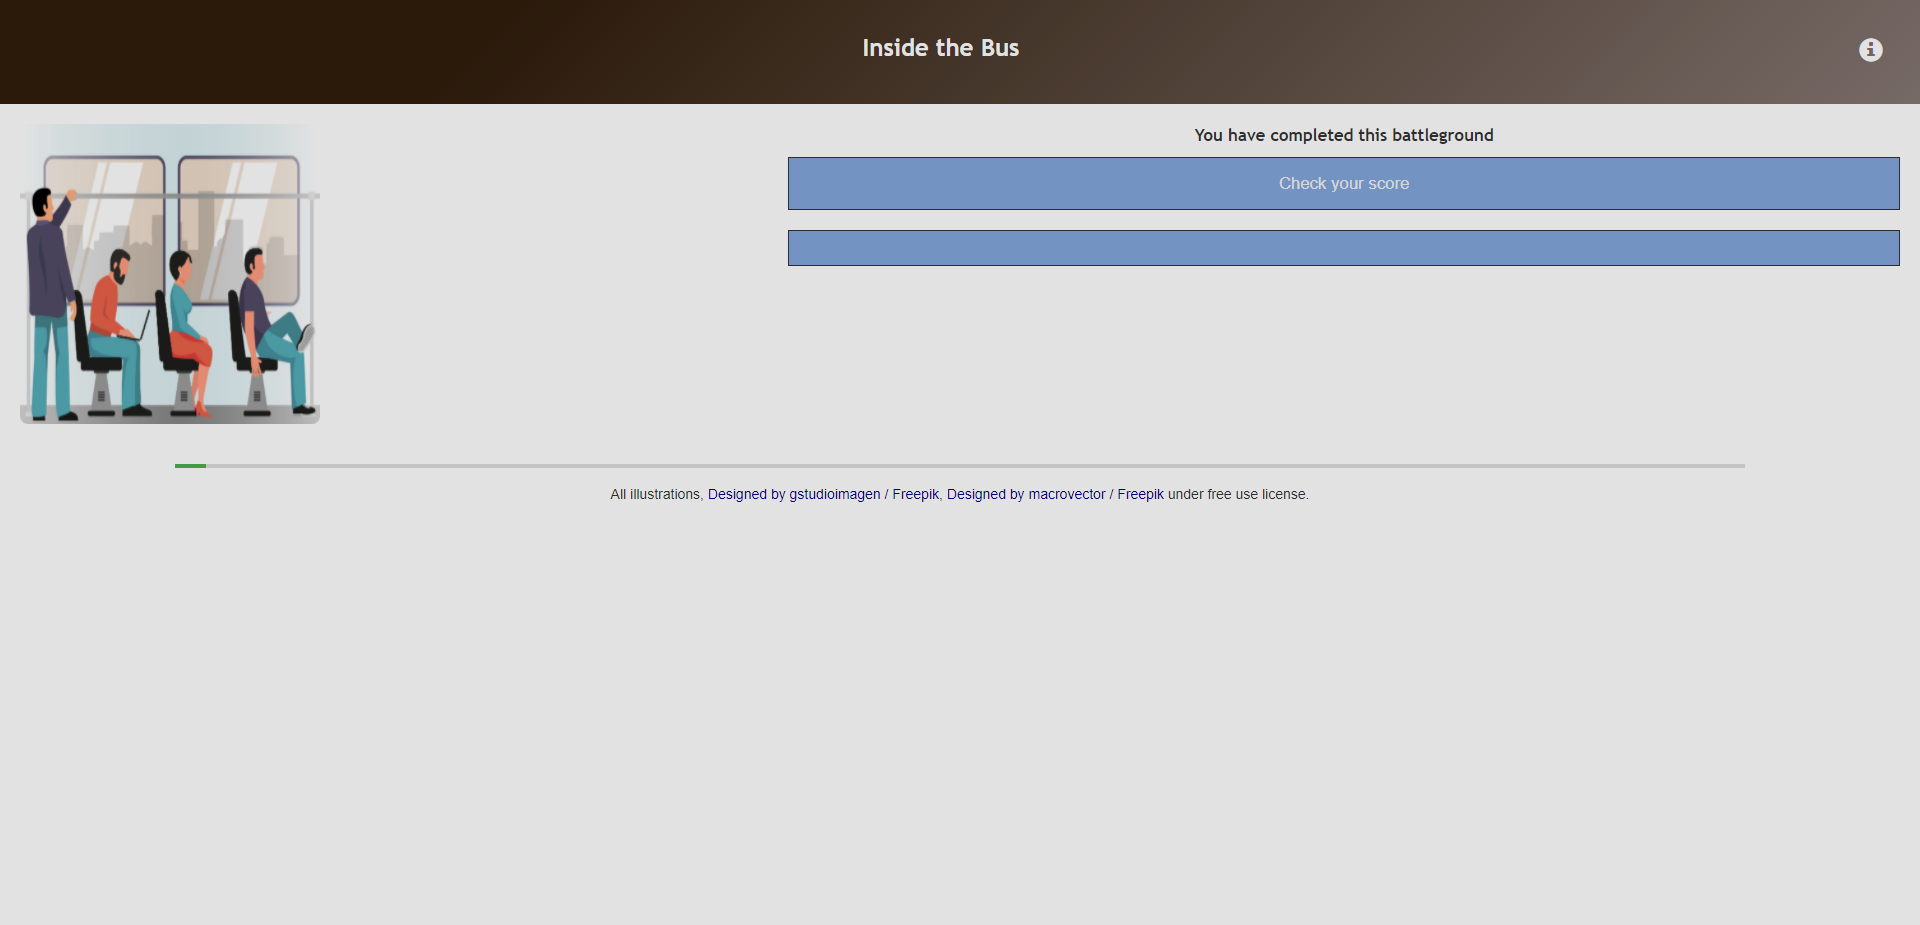 Inside the Bus
You have completed this battleground
Check your score
All illustrations, Designed by gstudioimagen / Freepik, Designed by macrovector / Freepik under free use license.